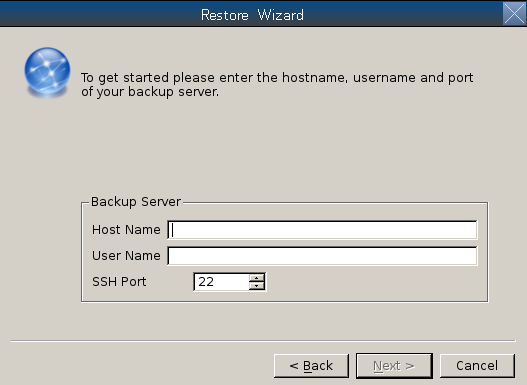 Restore Wizard
To get started please enter the hostname, username and port
of your backup server.
Backup Server
Host Name
User Name
SSH Port 22
< Back Next > Cancel